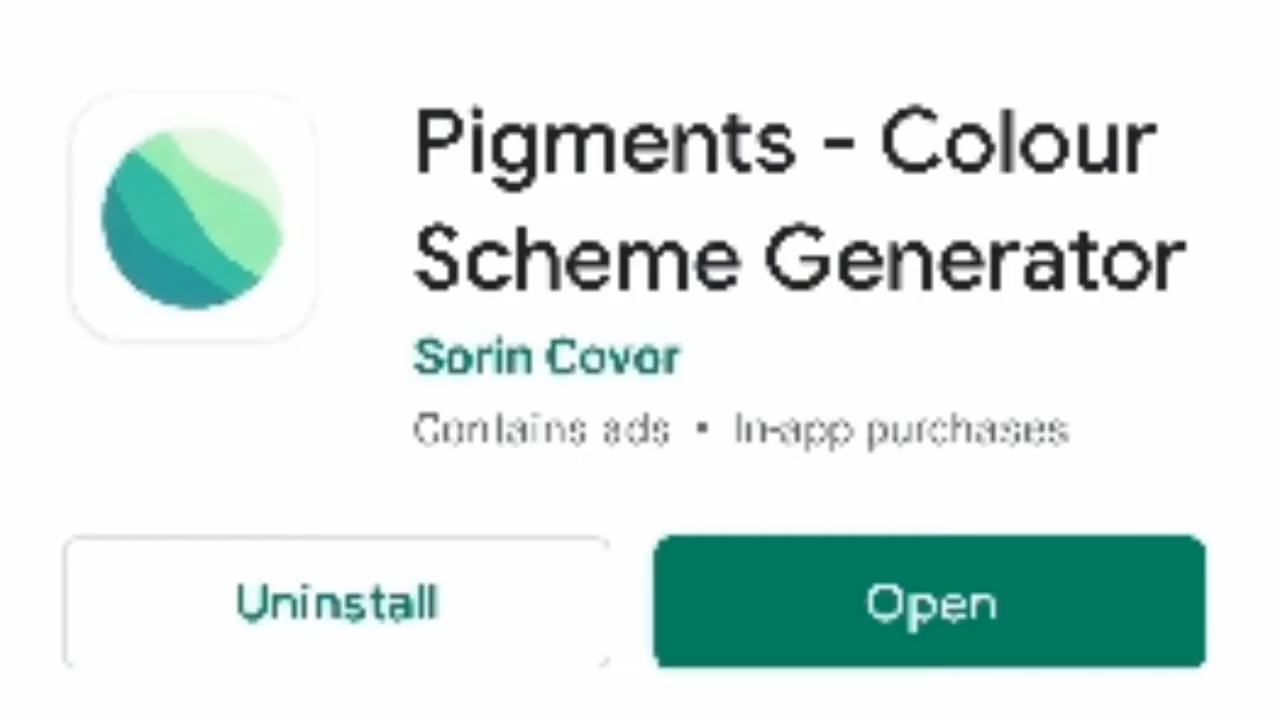 Pigments - Colour
Scheme Generator
Sorin Covor
Contains ads • In-app purchases
Uninstall
Open